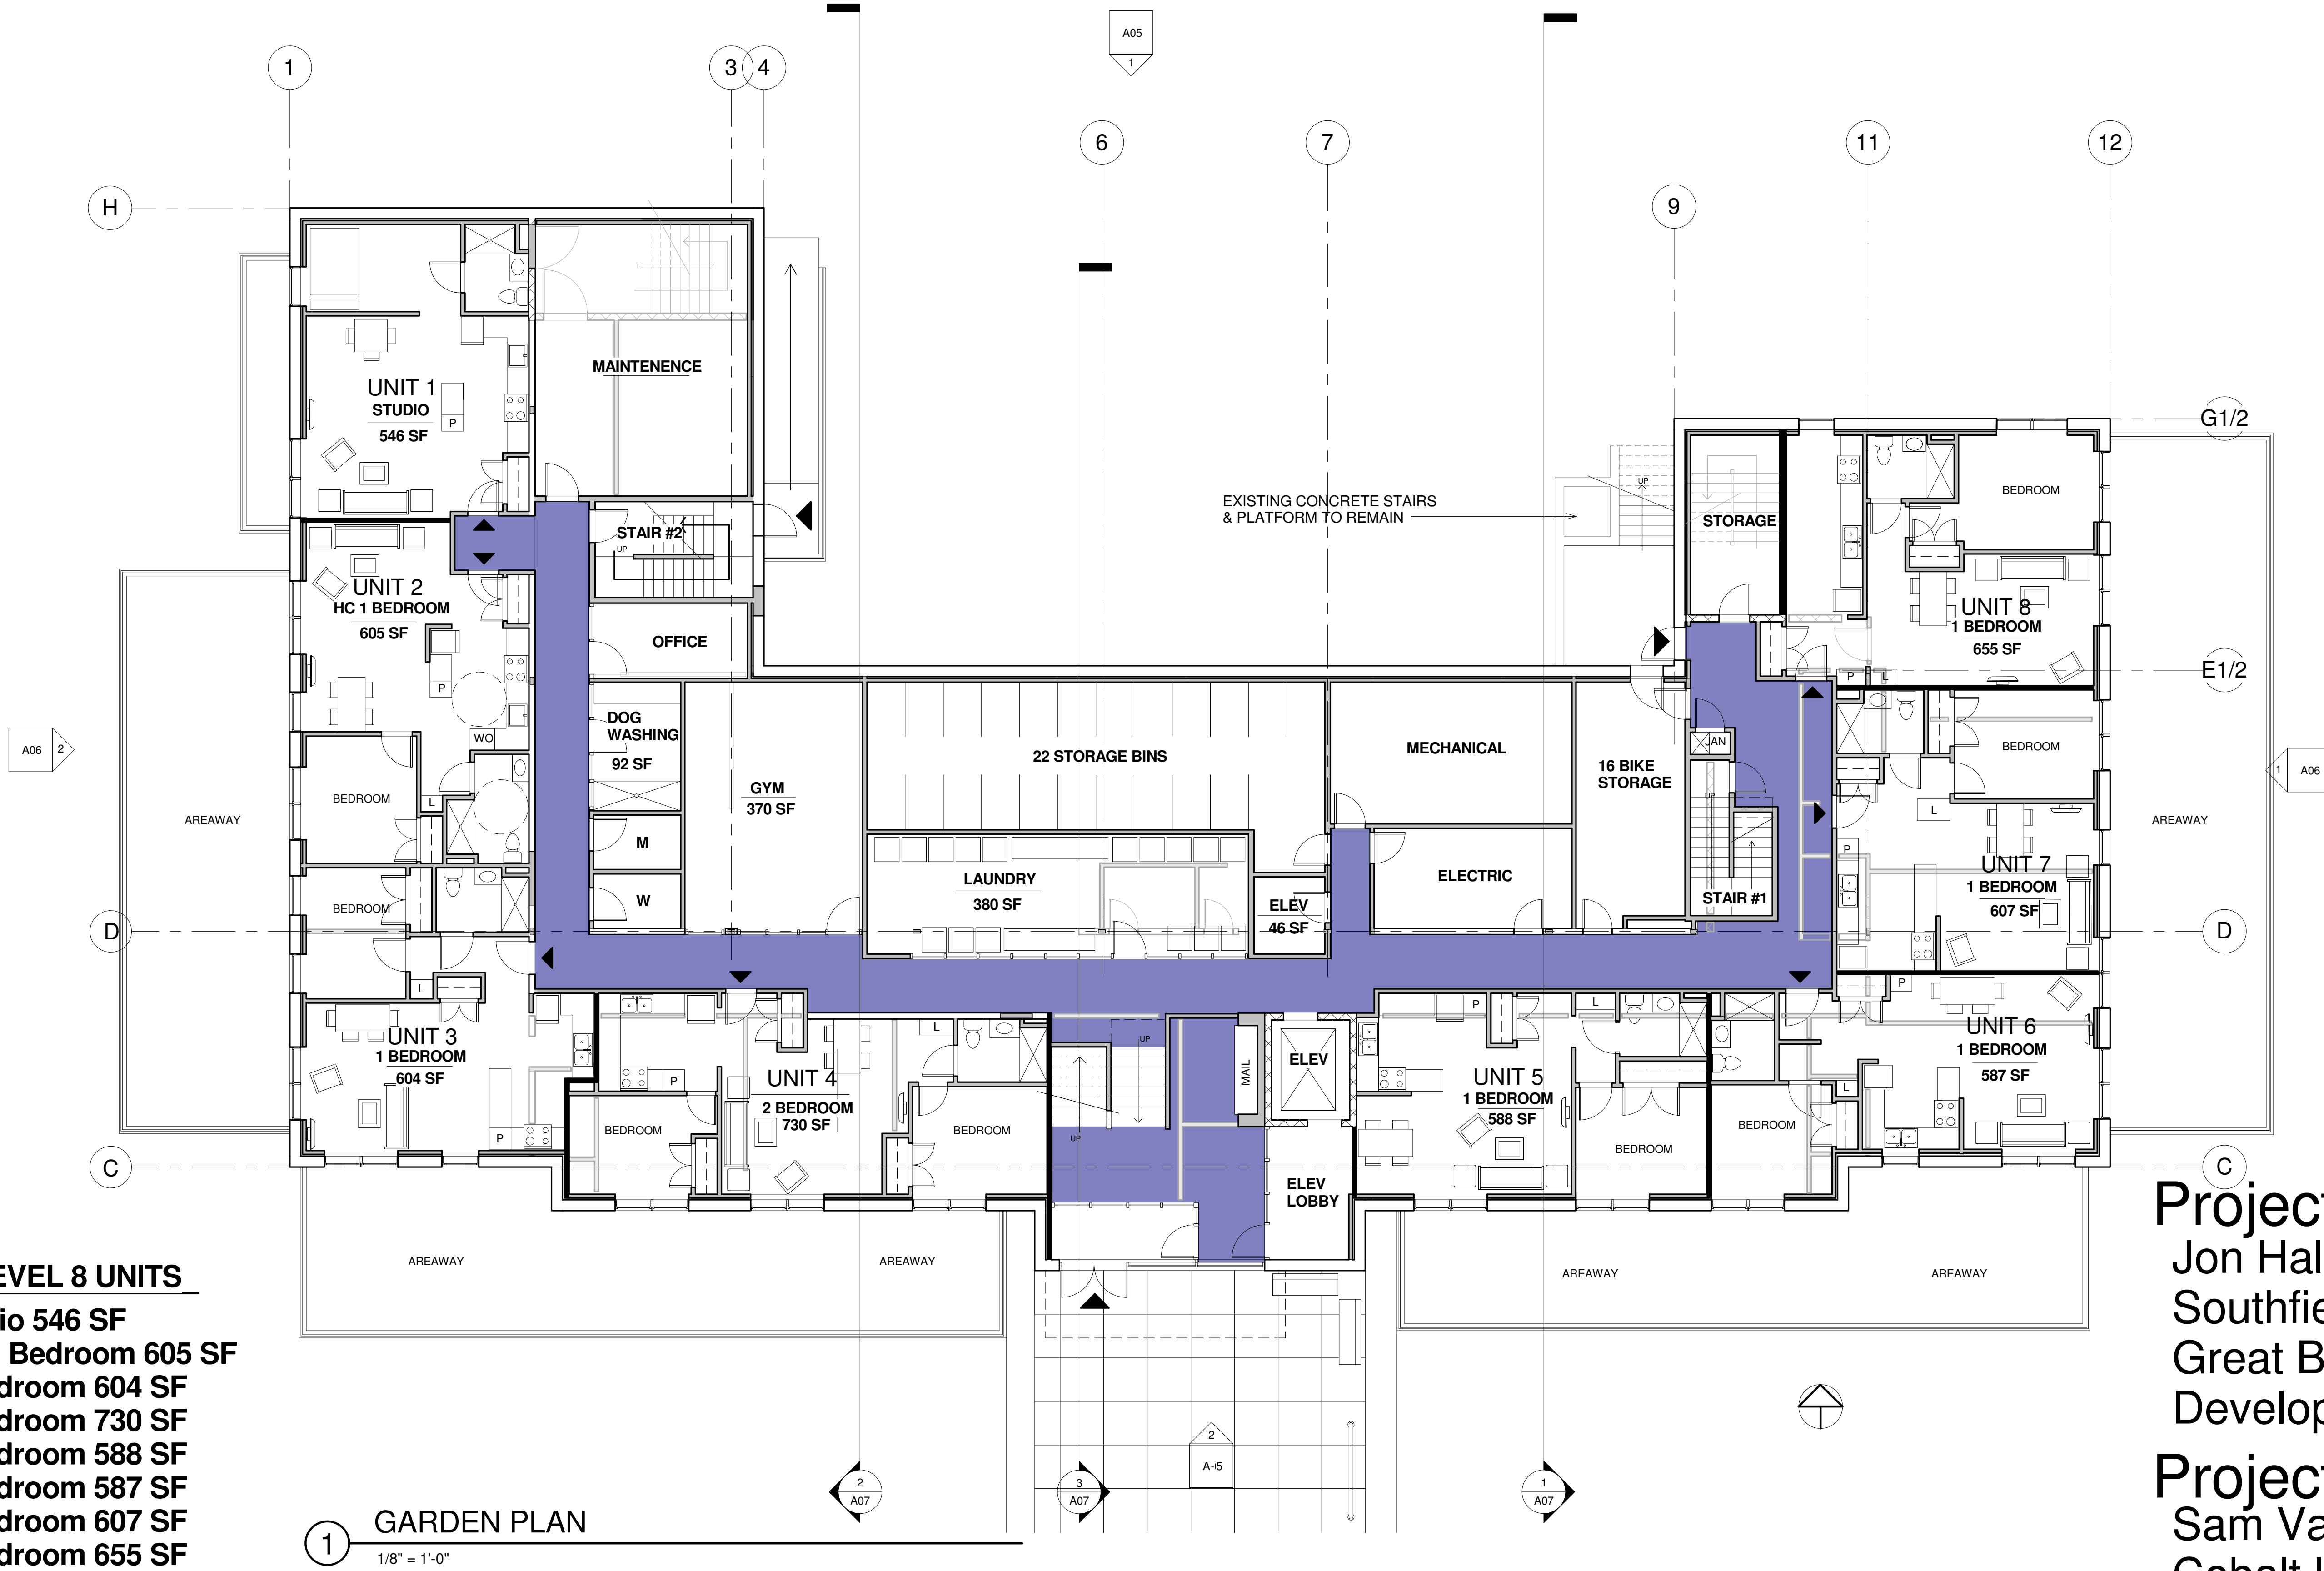 A05
1
1
3
4
6
7
9
11
12
H
G1/2
E1/2
D
D
C
C
MAINTENENCE
UNIT 1
STUDIO
546 SF
P
STAIR #2
UP
UNIT 2
HC 1 BEDROOM
605 SF
P
WO
BEDROOM
L
OFFICE
DOG
WASHING
92 SF
M
W
GYM
370 SF
22 STORAGE BINS
LAUNDRY
380 SF
ELEV
46 SF
MECHANICAL
ELECTRIC
16 BIKE
STORAGE
EXISTING CONCRETE STAIRS
& PLATFORM TO REMAIN
UP
STORAGE
JAN
UP
STAIR #1
BEDROOM
UNIT 8
1 BEDROOM
655 SF
P
L
BEDROOM
L
P
UNIT 7
1 BEDROOM
607 SF
A06
2
1
A06
AREAWAY
AREAWAY
BEDROOM
L
UNIT 3
1 BEDROOM
604 SF
P
P
UNIT 4
2 BEDROOM
730 SF
L
BEDROOM
BEDROOM
UP
UP
MAIL
ELEV
ELEV
LOBBY
P
L
UNIT 5
1 BEDROOM
588 SF
BEDROOM
P
L
UNIT 6
1 BEDROOM
587 SF
BEDROOM
AREAWAY
AREAWAY
AREAWAY
AREAWAY
EVEL 8 UNITS
io 546 SF
Bedroom 605 SF
droom 604 SF
droom 730 SF
droom 588 SF
droom 587 SF
droom 607 SF
droom 655 SF
2
A07
3
A07
1
A07
2
1
GARDEN PLAN
1/8" = 1'-0"
Project
Jon Hal
Southfie
Great B
Develop
Project
Sam Va